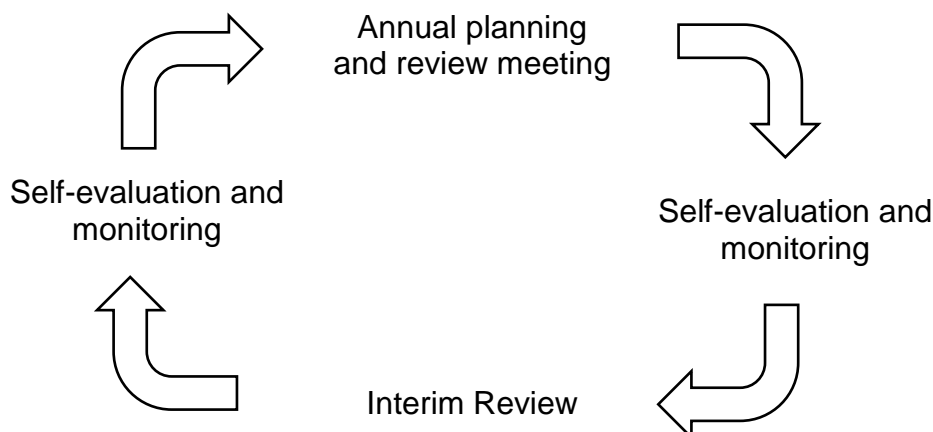 Annual planning
and review meeting
Self-evaluation and
monitoring
Self-evaluation and
monitoring
Interim Review